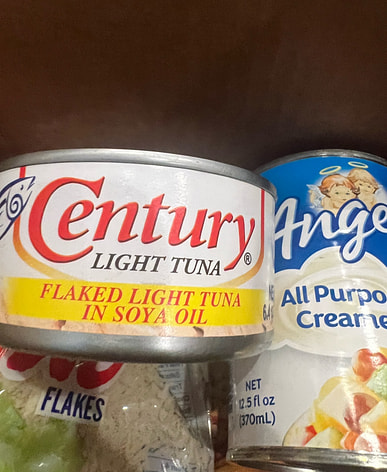 Century
®
LIGHT TUNA
FLAKED LIGHT TUNA
IN SOYA OIL
Ange
All Purpo
Creame
NET
12.5 fl oz
(370mL)
FLAKES